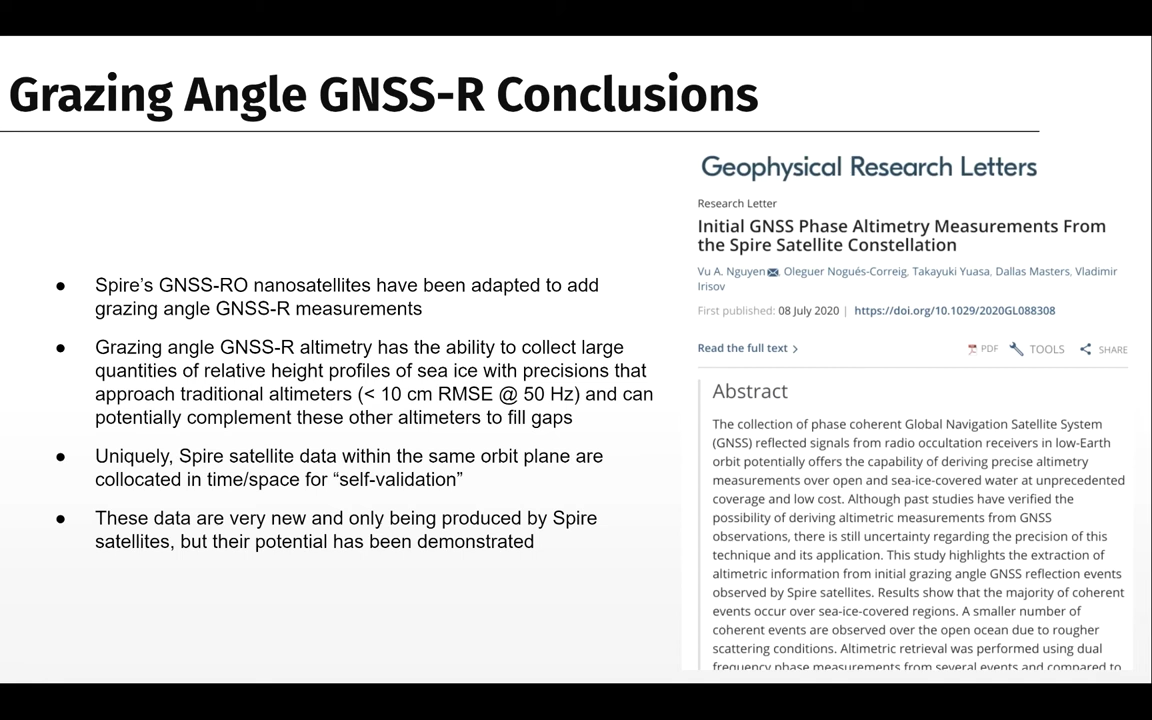 Grazing Angle GNSS-R Conclusions
● Spire’s GNSS-RO nanosatellites have been adapted to add
grazing angle GNSS-R measurements
● Grazing angle GNSS-R altimetry has the ability to collect large
quantities of relative height profiles of sea ice with precisions that
approach traditional altimeters (< 10 cm RMSE @ 50 Hz) and can
potentially complement these other altimeters to fill gaps
● Uniquely, Spire satellite data within the same orbit plane are
collocated in time/space for “self-validation”
● These data are very new and only being produced by Spire
satellites, but their potential has been demonstrated
Geophysical Research Letters
Research Letter
Initial GNSS Phase Altimetry Measurements From
the Spire Satellite Constellation
Vu A. Nguyen, Oleguer Nogués-Correig, Takayuki Yuasa, Dallas Masters, Vladimir
Irisov
First published: 08 July 2020 | https://doi.org/10.1029/2020GL088308
Read the full text > PDF TOOLS SHARE
Abstract
The collection of phase coherent Global Navigation Satellite System
(GNSS) reflected signals from radio occultation receivers in low-Earth
orbit potentially offers the capability of deriving precise altimetry
measurements over open and sea-ice-covered water at unprecedented
coverage and low cost. Although past studies have verified the
possibility of deriving altimetric measurements from GNSS
observations, there is still uncertainty regarding the precision of this
technique and its application. This study highlights the extraction of
altimetric information from initial grazing angle GNSS reflection events
observed by Spire satellites. Results show that the majority of coherent
events occur over sea-ice-covered regions. A smaller number of
coherent events are observed over the open ocean due to rougher
scattering conditions. Altimetric retrieval was performed using dual
frequency phase measurements from several events and compared to